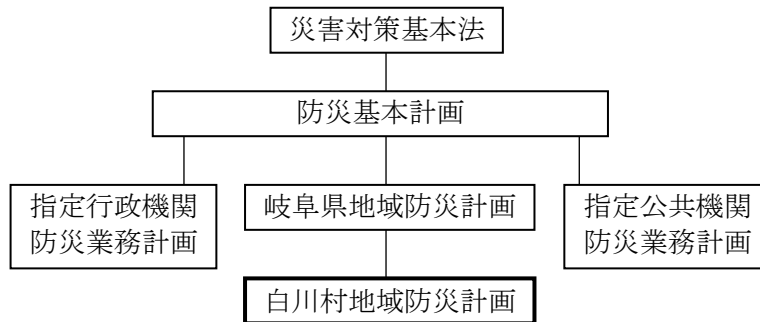 災害対策基本法
防災基本計画
指定行政機関
防災業務計画
岐阜県地域防災計画
指定公共機関
防災業務計画
白川村地域防災計画